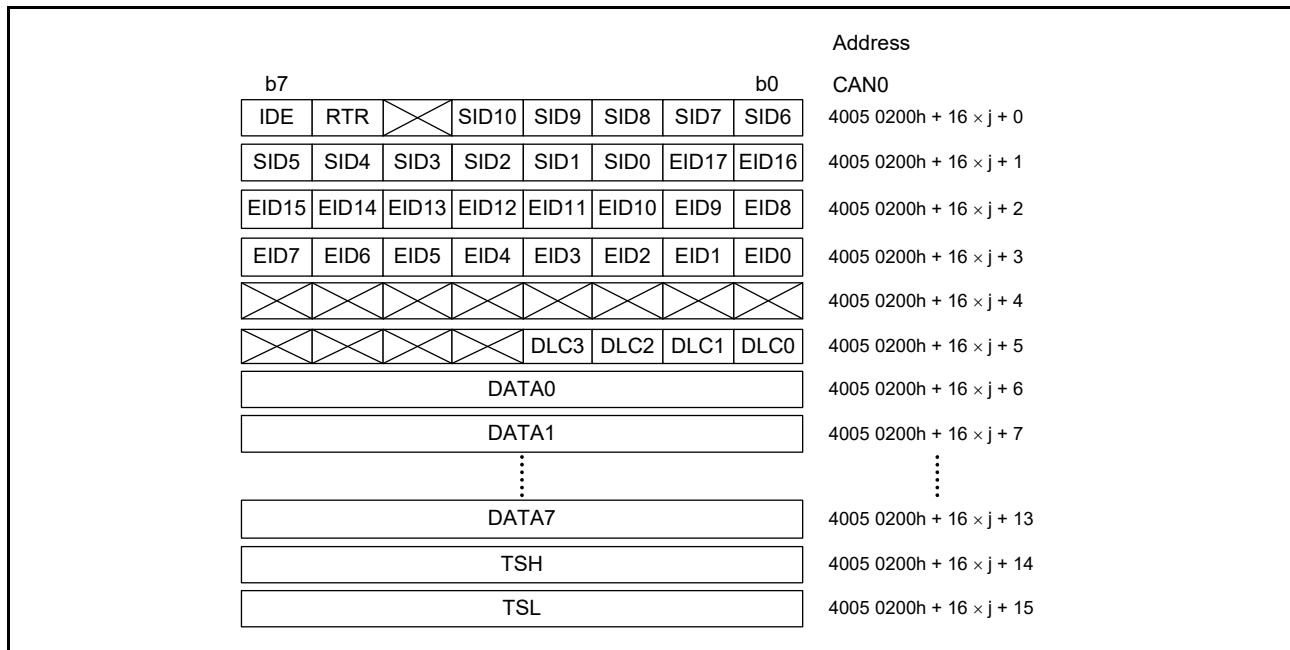 Address
b7 b0 CAN0
IDE RTR SID10 SID9 SID8 SID7 SID6 4005 0200h + 16 × j + 0
SID5 SID4 SID3 SID2 SID1 SID0 EID17 EID16 4005 0200h + 16 × j + 1
EID15 EID14 EID13 EID12 EID11 EID10 EID9 EID8 4005 0200h + 16 × j + 2
EID7 EID6 EID5 EID4 EID3 EID2 EID1 EID0 4005 0200h + 16 × j + 3
4005 0200h + 16 × j + 4
DLC3 DLC2 DLC1 DLC0 4005 0200h + 16 × j + 5
DATA0 4005 0200h + 16 × j + 6
DATA1 4005 0200h + 16 × j + 7
DATA7 4005 0200h + 16 × j + 13
TSH 4005 0200h + 16 × j + 14
TSL 4005 0200h + 16 × j + 15